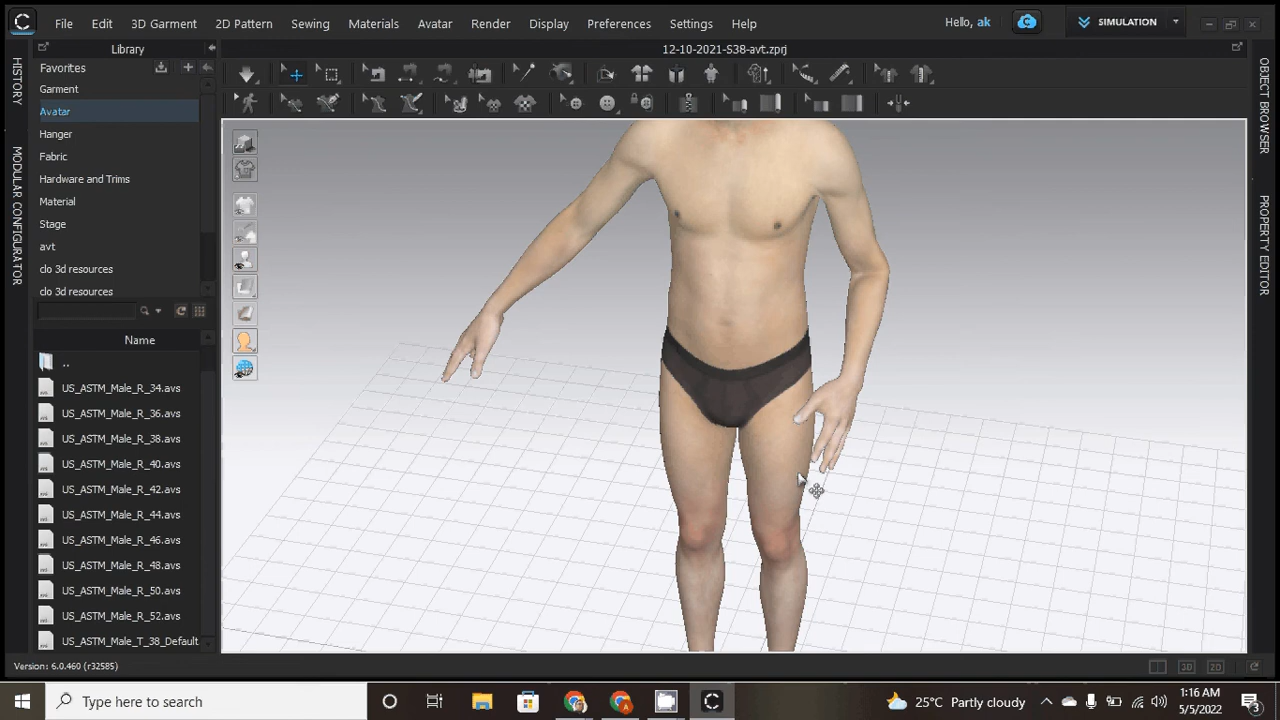 File Edit 3D Garment 2D Pattern Sewing Materials Avatar Render Display Preferences Settings Help Hello, ak SIMULATION
HISTORY
MODULAR CONFIGURATOR
Library
12-10-2021-S38-avt.zprj
Favorites
Garment
Avatar
Hanger
Fabric
Hardware and Trims
Material
Stage
avt
clo 3d resources
clo 3d resources
Name
..
US_ASTM_Male_R_34.avs
US_ASTM_Male_R_36.avs
US_ASTM_Male_R_38.avs
US_ASTM_Male_R_40.avs
US_ASTM_Male_R_42.avs
US_ASTM_Male_R_44.avs
US_ASTM_Male_R_46.avs
US_ASTM_Male_R_48.avs
US_ASTM_Male_R_50.avs
US_ASTM_Male_R_52.avs
US_ASTM_Male_T_38_Default
OBJECT BROWSER
PROPERTY EDITOR
Version: 6.0.460 (r32585)
3D 2D
Type here to search
25°C Partly cloudy
1:16 AM
5/5/2022
3